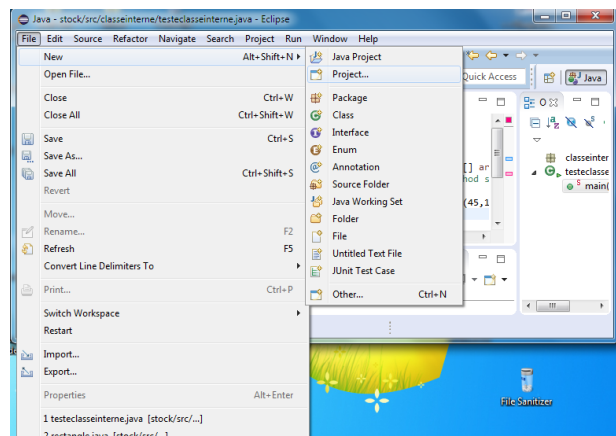 Java - stock/src/classeinterne/testeclasseinterne.java - Eclipse
File Edit Source Refactor Navigate Search Project Run Window Help
New Alt+Shift+N
Open File...
Close Ctrl+W
Close All Ctrl+Shift+W
Save Ctrl+S
Save As...
Save All Ctrl+Shift+S
Revert
Move...
Rename... F2
Refresh F5
Convert Line Delimiters To
Print... Ctrl+P
Switch Workspace
Restart
Import...
Export...
Properties Alt+Enter
1 testeclasseinterne.java [stock/src/...]
2 rectangle.java [stock/src/...]
Java Project
Project...
Package
Class
Interface
Enum
Annotation
Source Folder
Java Working Set
Folder
File
Untitled Text File
JUnit Test Case
Other... Ctrl+N
Quick Access
Java
[] ar
hod s
(45,1
classeinter
testeclasse
main(
File Sanitizer